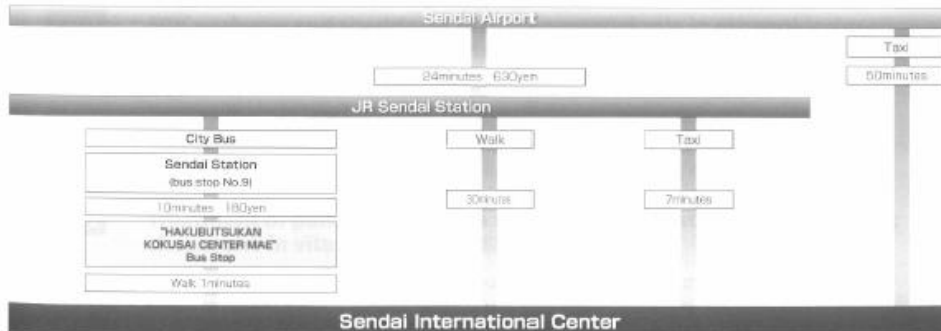 Sendai Airport
Taxi
24minutes 630yen
50minutes
JR Sendai Station
City Bus
Walk
Taxi
Sendai Station
(bus stop No.9)
30minutes
7minutes
10minutes 180yen
"HAKUBUTSUKAN
KOKUSAI CENTER MAE"
Bus Stop
Walk 1minutes
Sendai International Center